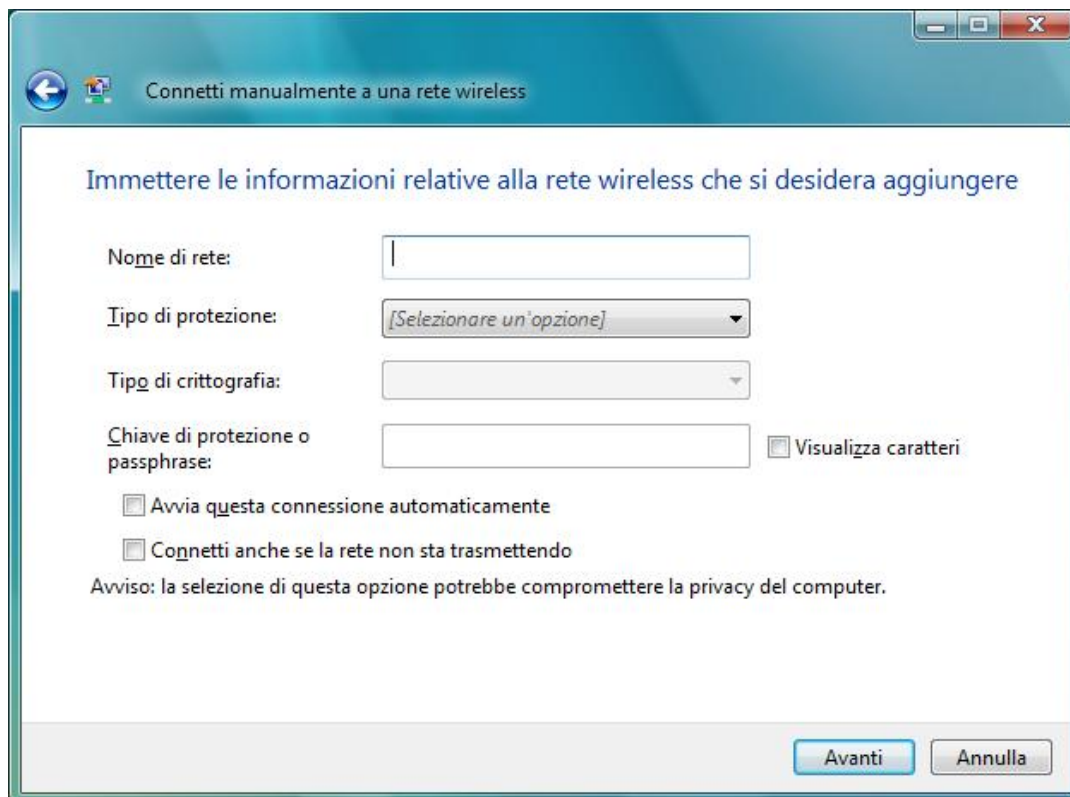 Connetti manualmente a una rete wireless
Immettere le informazioni relative alla rete wireless che si desidera aggiungere
Nome di rete:
Tipo di protezione:
[Selezionare un'opzione]
Tipo di crittografia:
Chiave di protezione o
passphrase:
Visualizza caratteri
Avvia questa connessione automaticamente
Connetti anche se la rete non sta trasmettendo
Avviso: la selezione di questa opzione potrebbe compromettere la privacy del computer.
Avanti
Annulla